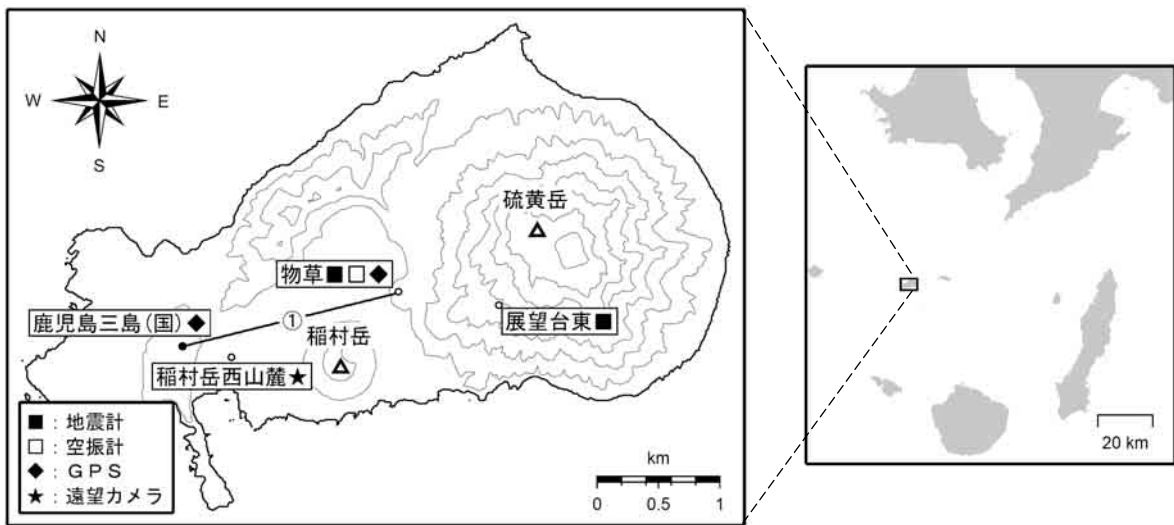 N
W E
S
硫黄岳
物草■□◆
①
鹿児島三島(国)◆
展望台東■
稲村岳
稲村岳西山麓★
■：地震計
□：空振計
◆：ＧＰＳ
★：遠望カメラ
km
0 0.5 1
20 km